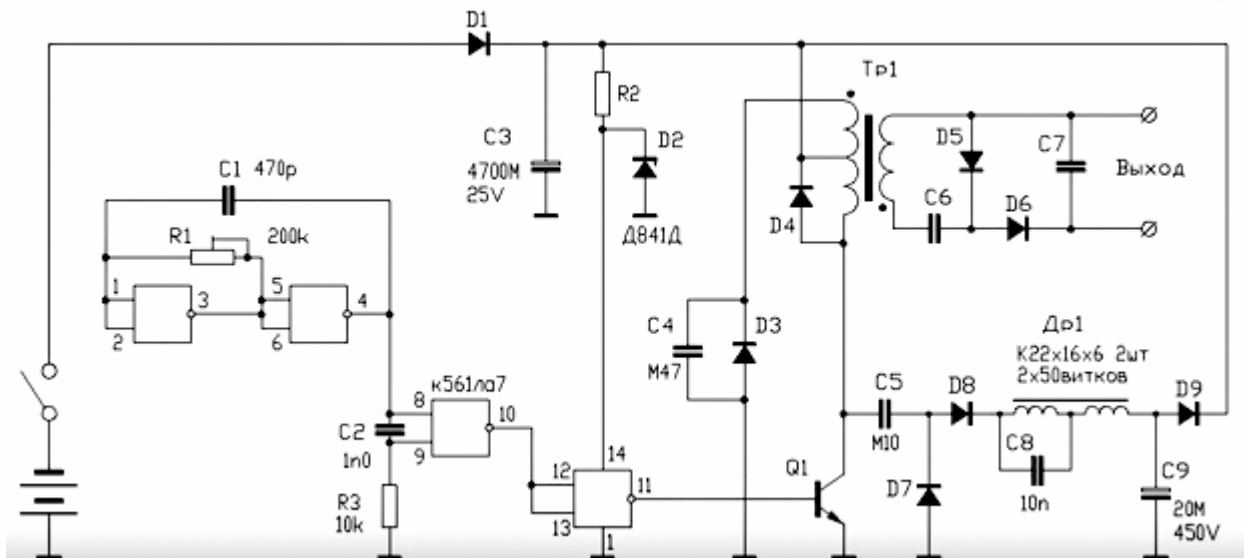 D1
Тр1
R2
C3
4700М
25V
D2
Д841Д
D5
C7
Выход
D4
C6
D6
C1 470р
R1 200k
1
2
3
5
6
4
C4
М47
D3
Др1
К22х16х6 2шт
2х50витков
к561ла7
8
9
10
C2
1n0
R3
10k
12
13
14
11
1
Q1
C5
М10
D8
D9
C8
10n
D7
C9
20М
450V